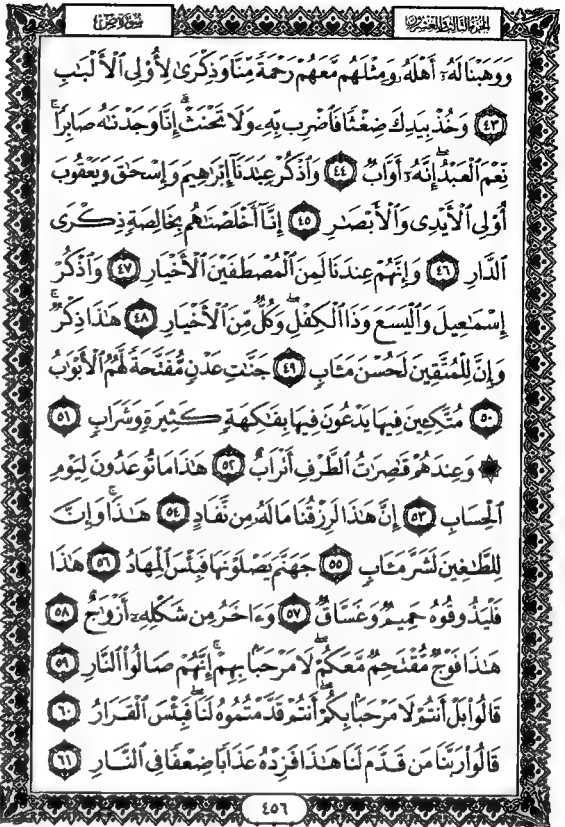 سورة ص
الجزء الثالث والعشرون
وَوَهَبْنَا لَهُۥٓ أَهْلَهُۥ وَمِثْلَهُم مَّعَهُمْ رَحْمَةً مِّنَّا وَذِكْرَىٰ لِأُو۟لِى ٱلْأَلْبَـٰبِ
٤٣ وَخُذْ بِيَدِكَ ضِغْثًا فَٱضْرِب بِّهِۦ وَلَا تَحْنَثْ ۗ إِنَّا وَجَدْنَـٰهُ صَابِرًا ۚ
نِّعْمَ ٱلْعَبْدُ ۖ إِنَّهُۥٓ أَوَّابٌ ٤٤ وَٱذْكُرْ عِبَـٰدَنَآ إِبْرَٰهِيمَ وَإِسْحَـٰقَ وَيَعْقُوبَ
أُو۟لِى ٱلْأَيْدِى وَٱلْأَبْصَـٰرِ ٤٥ إِنَّآ أَخْلَصْنَـٰهُم بِخَالِصَةٍ ذِكْرَى
ٱلدَّارِ ٤٦ وَإِنَّهُمْ عِندَنَا لَمِنَ ٱلْمُصْطَفَيْنَ ٱلْأَخْيَارِ ٤٧ وَٱذْكُرْ
إِسْمَـٰعِيلَ وَٱلْيَسَعَ وَذَا ٱلْكِفْلِ ۖ وَكُلٌّ مِّنَ ٱلْأَخْيَارِ ٤٨ هَـٰذَا ذِكْرٌ ۚ
وَإِنَّ لِلْمُتَّقِينَ لَحُسْنَ مَـَٔابٍ ٤٩ جَنَّـٰتِ عَدْنٍ مُّفَتَّحَةً لَّهُمُ ٱلْأَبْوَٰبُ
٥٠ مُتَّكِـِٔينَ فِيهَا يَدْعُونَ فِيهَا بِفَـٰكِهَةٍ كَثِيرَةٍ وَشَرَابٍ ٥١
۞ وَعِندَهُمْ قَـٰصِرَٰتُ ٱلطَّرْفِ أَتْرَابٌ ٥٢ هَـٰذَا مَا تُوعَدُونَ لِيَوْمِ
ٱلْحِسَابِ ٥٣ إِنَّ هَـٰذَا لَرِزْقُنَا مَا لَهُۥ مِن نَّفَادٍ ٥٤ هَـٰذَا ۚ وَإِنَّ
لِلطَّـٰغِينَ لَشَرَّ مَـَٔابٍ ٥٥ جَهَنَّمَ يَصْلَوْنَهَا فَبِئْسَ ٱلْمِهَادُ ٥٦ هَـٰذَا
فَلْيَذُوقُوهُ حَمِيمٌ وَغَسَّاقٌ ٥٧ وَءَاخَرُ مِن شَكْلِهِۦٓ أَزْوَٰجٌ ٥٨
هَـٰذَا فَوْجٌ مُّقْتَحِمٌ مَّعَكُمْ ۖ لَا مَرْحَبًۢا بِهِمْ ۚ إِنَّهُمْ صَالُوا۟ ٱلنَّارِ ٥٩
قَالُوا۟ بَلْ أَنتُمْ لَا مَرْحَبًۢا بِكُمْ ۖ أَنتُمْ قَدَّمْتُمُوهُ لَنَا ۖ فَبِئْسَ ٱلْقَرَارُ ٦٠
قَالُوا۟ رَبَّنَا مَن قَدَّمَ لَنَا هَـٰذَا فَزِدْهُ عَذَابًا ضِعْفًا فِى ٱلنَّارِ ٦١
٤٥٦